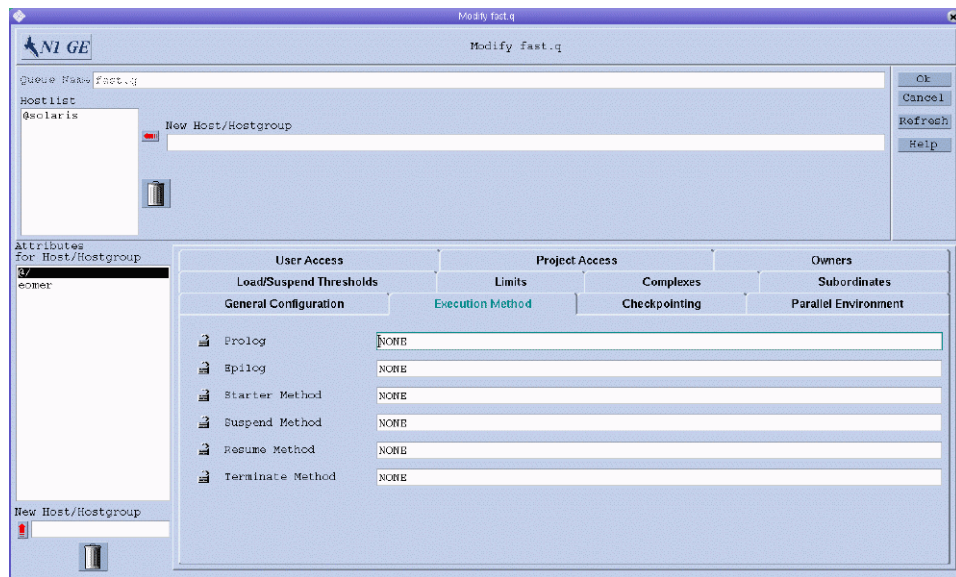 Modify fast.q
N1 GE
Modify fast.q
Queue Name fast.q
Ok
Hostlist
Cancel
@solaris
Refresh
New Host/Hostgroup
Help
Attributes
for Host/Hostgroup
@/
eomer
User Access Project Access Owners
Load/Suspend Thresholds Limits Complexes Subordinates
General Configuration Execution Method Checkpointing Parallel Environment
Prolog NONE
Epilog NONE
Starter Method NONE
Suspend Method NONE
Resume Method NONE
Terminate Method NONE
New Host/Hostgroup